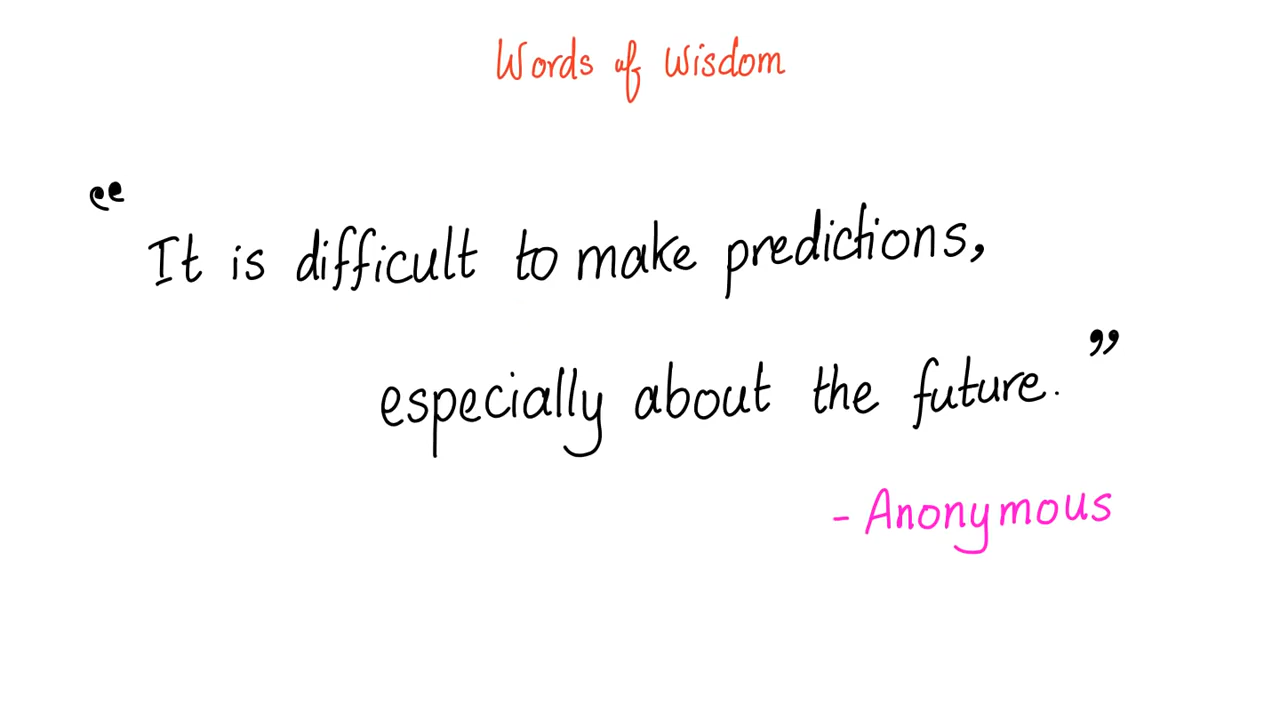 Words of Wisdom
“It is difficult to make predictions,
especially about the future.”
- Anonymous